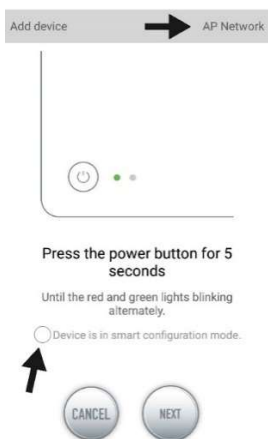 Add device AP Network
Press the power button for 5
seconds
Until the red and green lights blinking
alternately.
Device is in smart configuration mode.
CANCEL NEXT